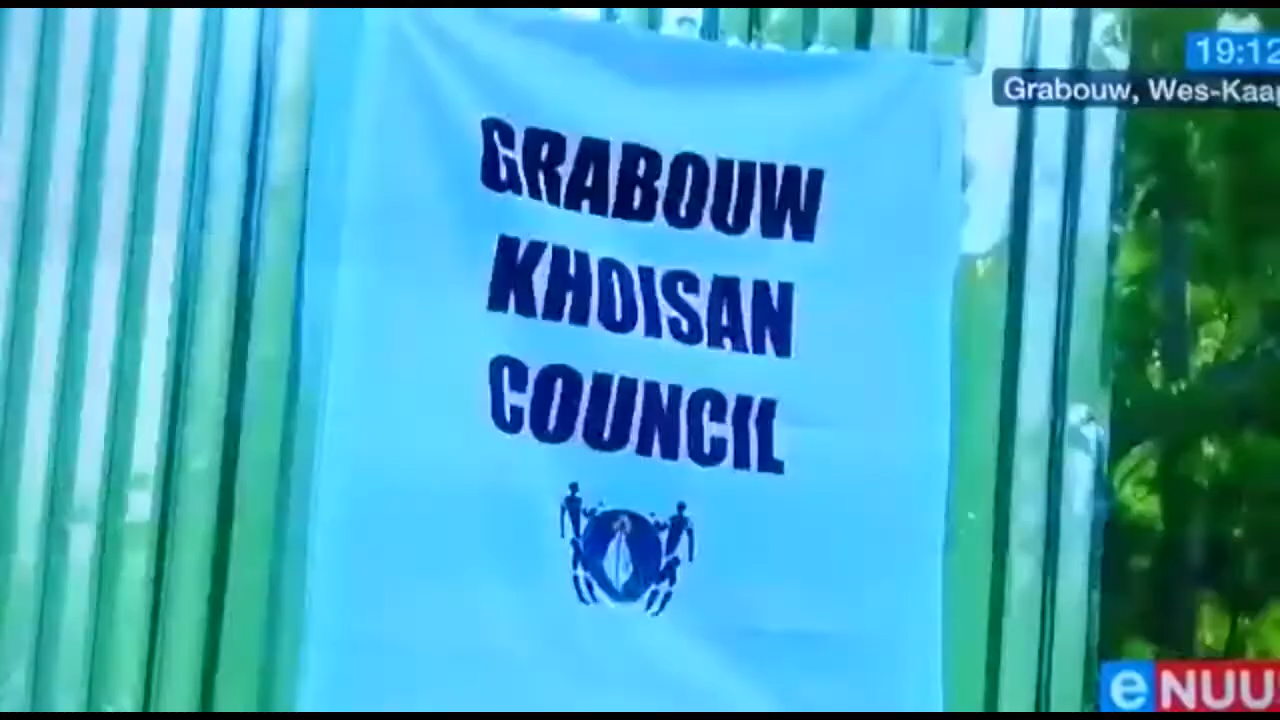 19:12
Grabouw, Wes-Kaap
GRABOUW
KHOISAN
COUNCIL
eNUU